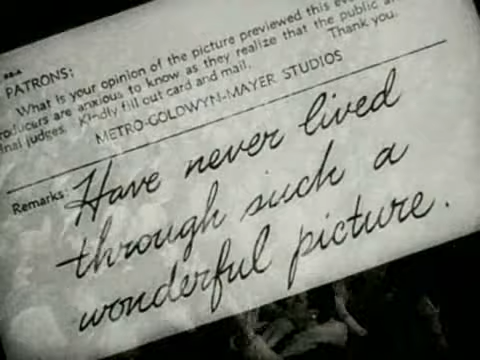 PATRONS:
What is your opinion of the picture previewed this
are anxious to know as they realize that the public
judges. Kindly fill out card and mail. Thank you.
METRO-GOLDWYN-MAYER STUDIOS
Remarks: Have never lived
through such a
wonderful picture.